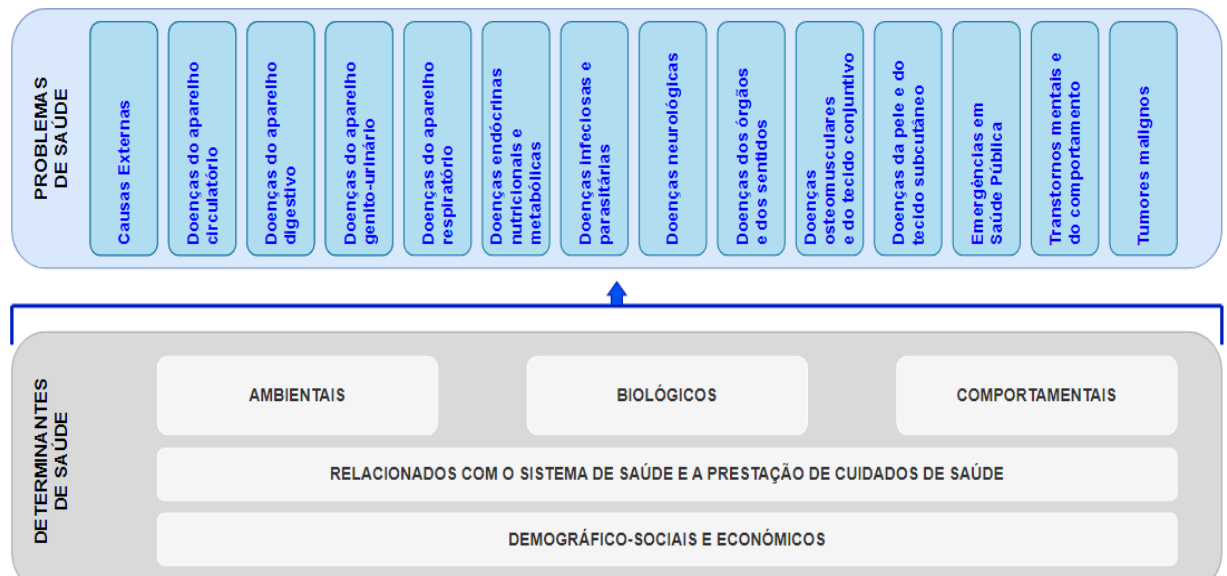 PROBLEMAS
DE SAÚDE
Causas Externas
Doenças do aparelho
circulatório
Doenças do aparelho
digestivo
Doenças do aparelho
genito-urinário
Doenças do aparelho
respiratório
Doenças endócrinas
nutricionais e
metabólicas
Doenças infeciosas e
parasitárias
Doenças neurológicas
Doenças dos órgãos
e dos sentidos
Doenças
osteomusculares
e do tecido conjuntivo
Doenças da pele e do
tecido subcutâneo
Emergências em
Saúde Pública
Transtornos mentais e
do comportamento
Tumores malignos
DETERMINANTES
DE SAÚDE
AMBIENTAIS
BIOLÓGICOS
COMPORTAMENTAIS
RELACIONADOS COM O SISTEMA DE SAÚDE E A PRESTAÇÃO DE CUIDADOS DE SAÚDE
DEMOGRÁFICO-SOCIAIS E ECONÓMICOS